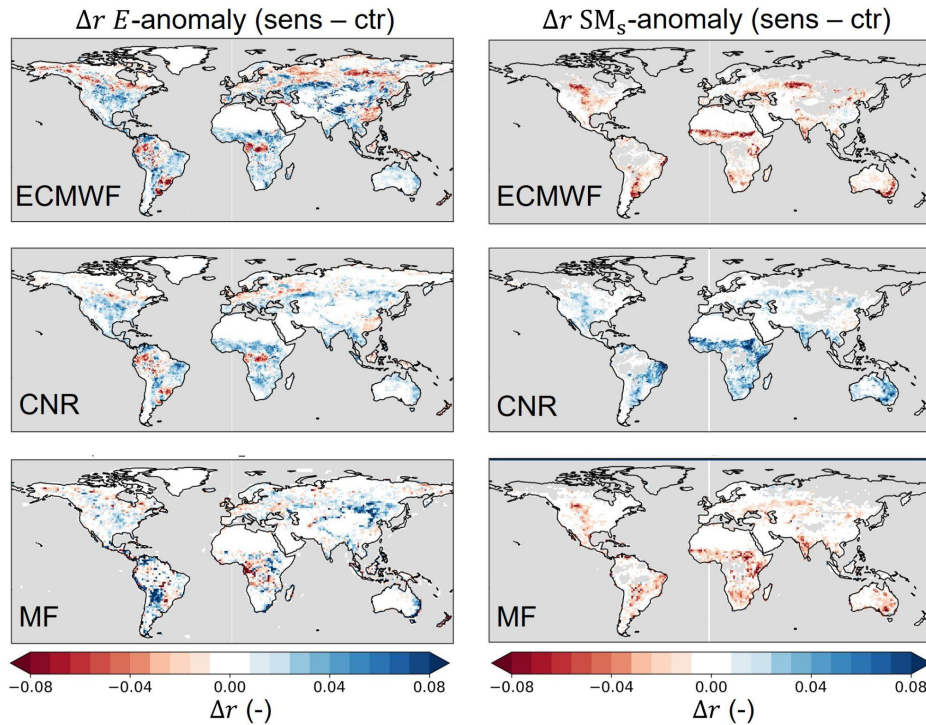 Δr E-anomaly (sens – ctr)
Δr SMₛ-anomaly (sens – ctr)
ECMWF
ECMWF
CNR
CNR
MF
MF
−0.08 −0.04 0.00 0.04 0.08
−0.08 −0.04 0.00 0.04 0.08
Δr (-)
Δr (-)